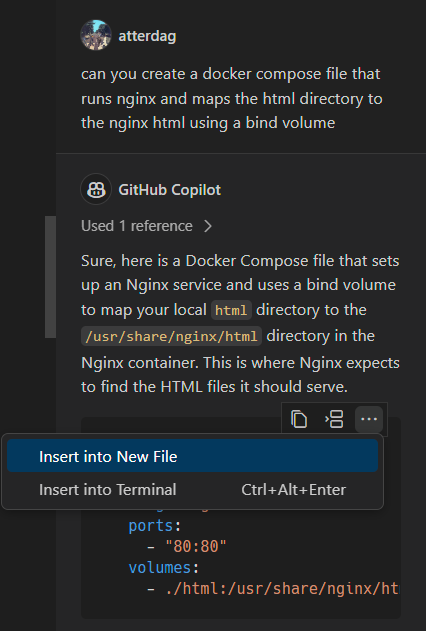 atterdag
can you create a docker compose file that
runs nginx and maps the html directory to
the nginx html using a bind volume
GitHub Copilot
Used 1 reference
Sure, here is a Docker Compose file that sets
up an Nginx service and uses a bind volume
to map your local html directory to the
/usr/share/nginx/html directory in the
Nginx container. This is where Nginx expects
to find the HTML files it should serve.
Insert into New File
Insert into Terminal Ctrl+Alt+Enter
ports:
- "80:80"
volumes:
- ./html:/usr/share/nginx/